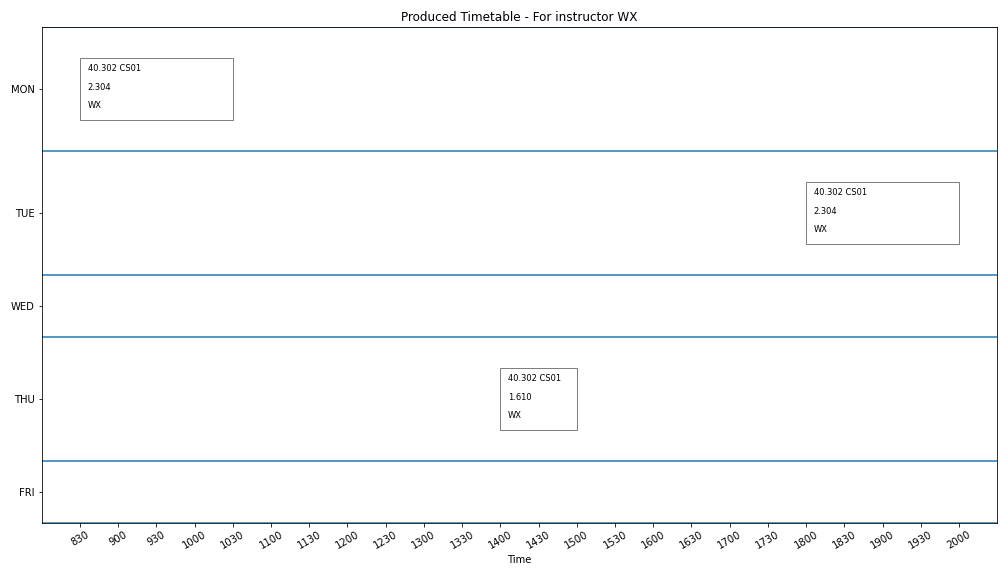 Produced Timetable - For instructor WX
MON
40.302 CS01
2.304
WX
TUE
40.302 CS01
2.304
WX
WED
THU
40.302 CS01
1.610
WX
FRI
830 900 930 1000 1030 1100 1130 1200 1230 1300 1330 1400 1430 1500 1530 1600 1630 1700 1730 1800 1830 1900 1930 2000
Time